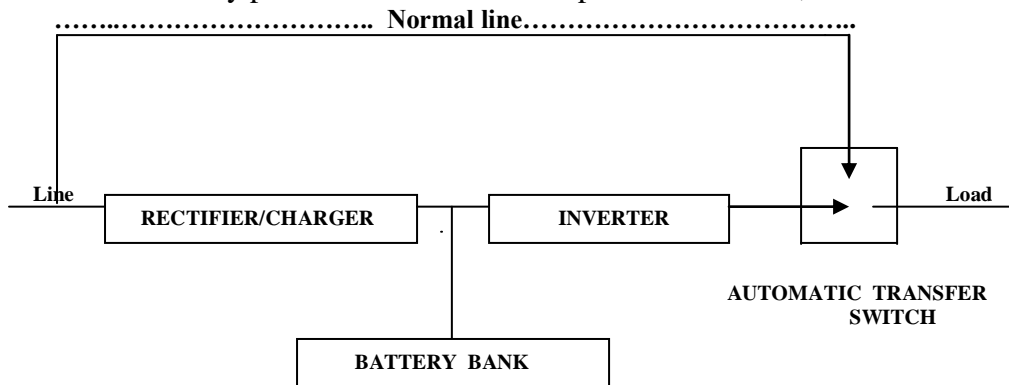 ……...……………………….. Normal line……………………………...
Line
Load
RECTIFIER/CHARGER
INVERTER
AUTOMATIC TRANSFER
SWITCH
BATTERY BANK